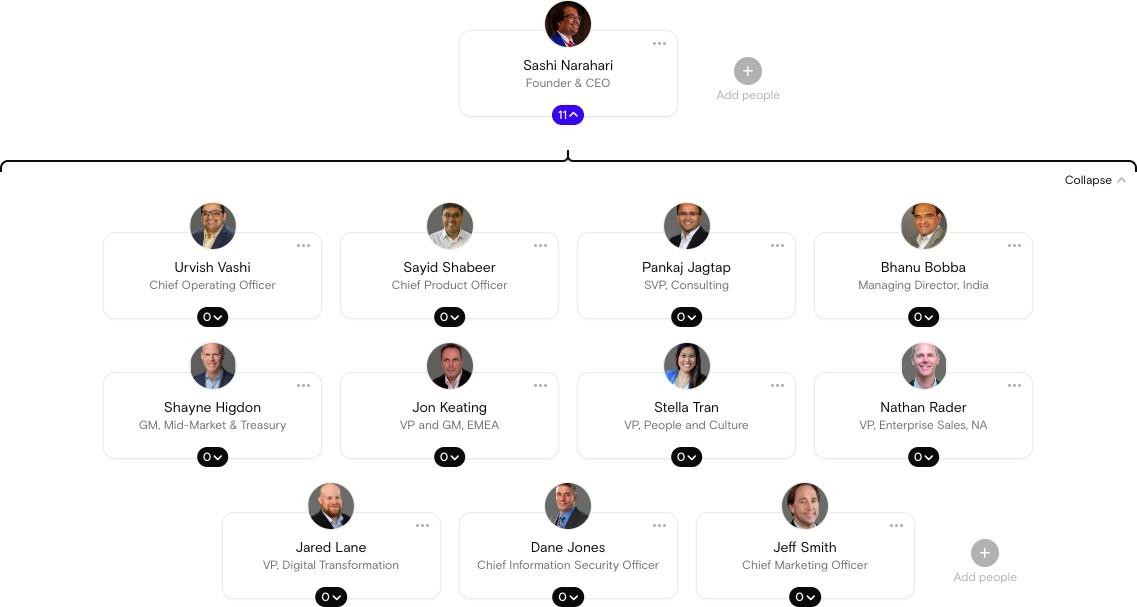 Sashi Narahari
Founder & CEO
11
Add people
Collapse
Urvish Vashi
Chief Operating Officer
0
Sayid Shabeer
Chief Product Officer
0
Pankaj Jagtap
SVP, Consulting
0
Bhanu Bobba
Managing Director, India
0
Shayne Higdon
GM, Mid-Market & Treasury
0
Jon Keating
VP and GM, EMEA
0
Stella Tran
VP, People and Culture
0
Nathan Rader
VP, Enterprise Sales, NA
0
Jared Lane
VP, Digital Transformation
0
Dane Jones
Chief Information Security Officer
0
Jeff Smith
Chief Marketing Officer
0
Add people